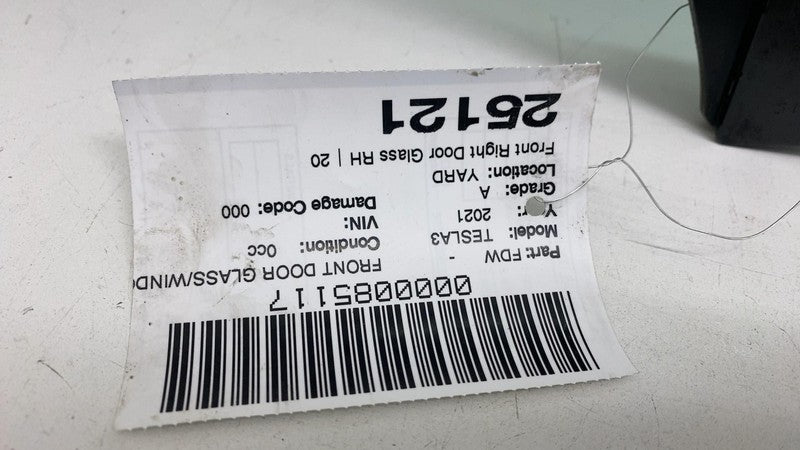 0000085117
Part: FDW - FRONT DOOR GLASS/WIND
Model: TESLA3 Condition: 0cc
Year: 2021 VIN:
Grade: A Damage Code: 000
Location: YARD
Front Right Door Glass RH | 20
25121